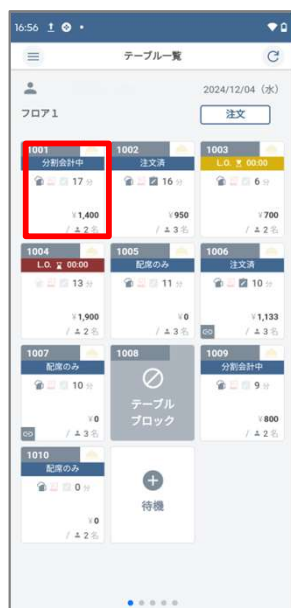 16:56
テーブル一覧
2024/12/04（水）
フロア1
注文
1001
分割会計中
17 分
¥1,400
/ 2 名
1002
注文済
16 分
¥950
/ 3 名
1003
L.O. 00:00
6 分
¥700
/ 2 名
1004
L.O. 00:00
13 分
¥1,900
/ 2 名
1005
配席のみ
11 分
¥0
/ 3 名
1006
注文済
10 分
¥1,133
/ 3 名
1007
配席のみ
10 分
¥0
/ 3 名
1008
テーブル
ブロック
1009
分割会計中
9 分
¥800
/ 2 名
1010
配席のみ
0 分
¥0
/ 2 名
待機